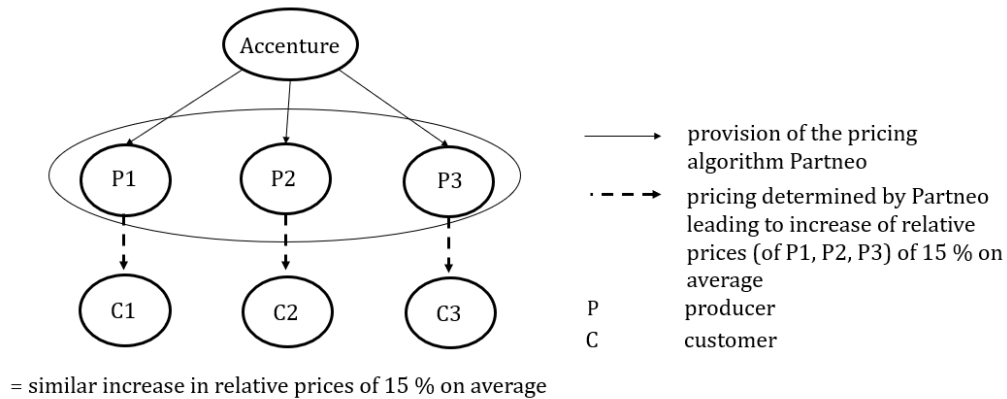 Accenture
P1
P2
P3
C1
C2
C3
provision of the pricing
algorithm Partneo
pricing determined by Partneo
leading to increase of relative
prices (of P1, P2, P3) of 15 % on
average
P producer
C customer
= similar increase in relative prices of 15 % on average